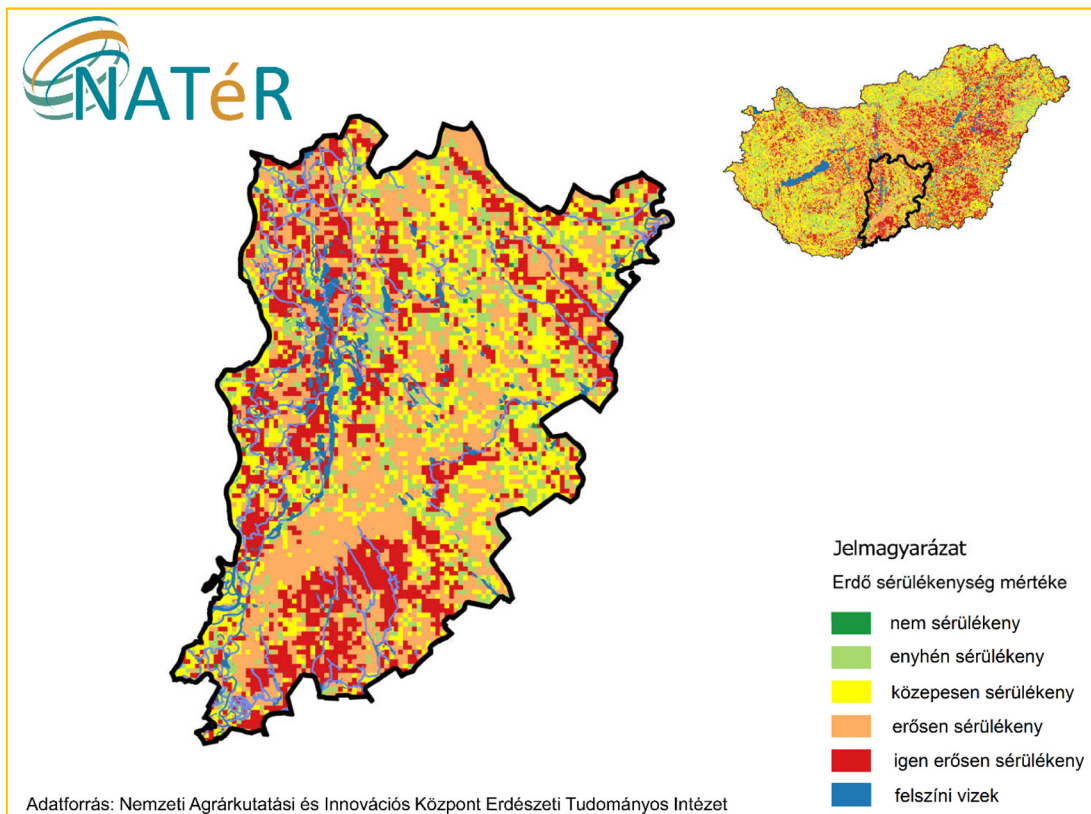 NATéR
Jelmagyarázat
Erdő sérülékenység mértéke
nem sérülékeny
enyhén sérülékeny
közepesen sérülékeny
erősen sérülékeny
igen erősen sérülékeny
felszíni vizek
Adatforrás: Nemzeti Agrárkutatási és Innovációs Központ Erdészeti Tudományos Intézet